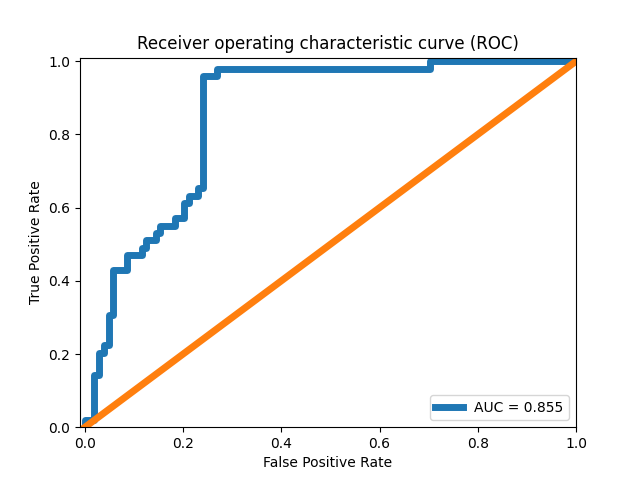 Receiver operating characteristic curve (ROC)
1.0
0.8
0.6
0.4
0.2
0.0
True Positive Rate
AUC = 0.855
0.0 0.2 0.4 0.6 0.8 1.0
False Positive Rate